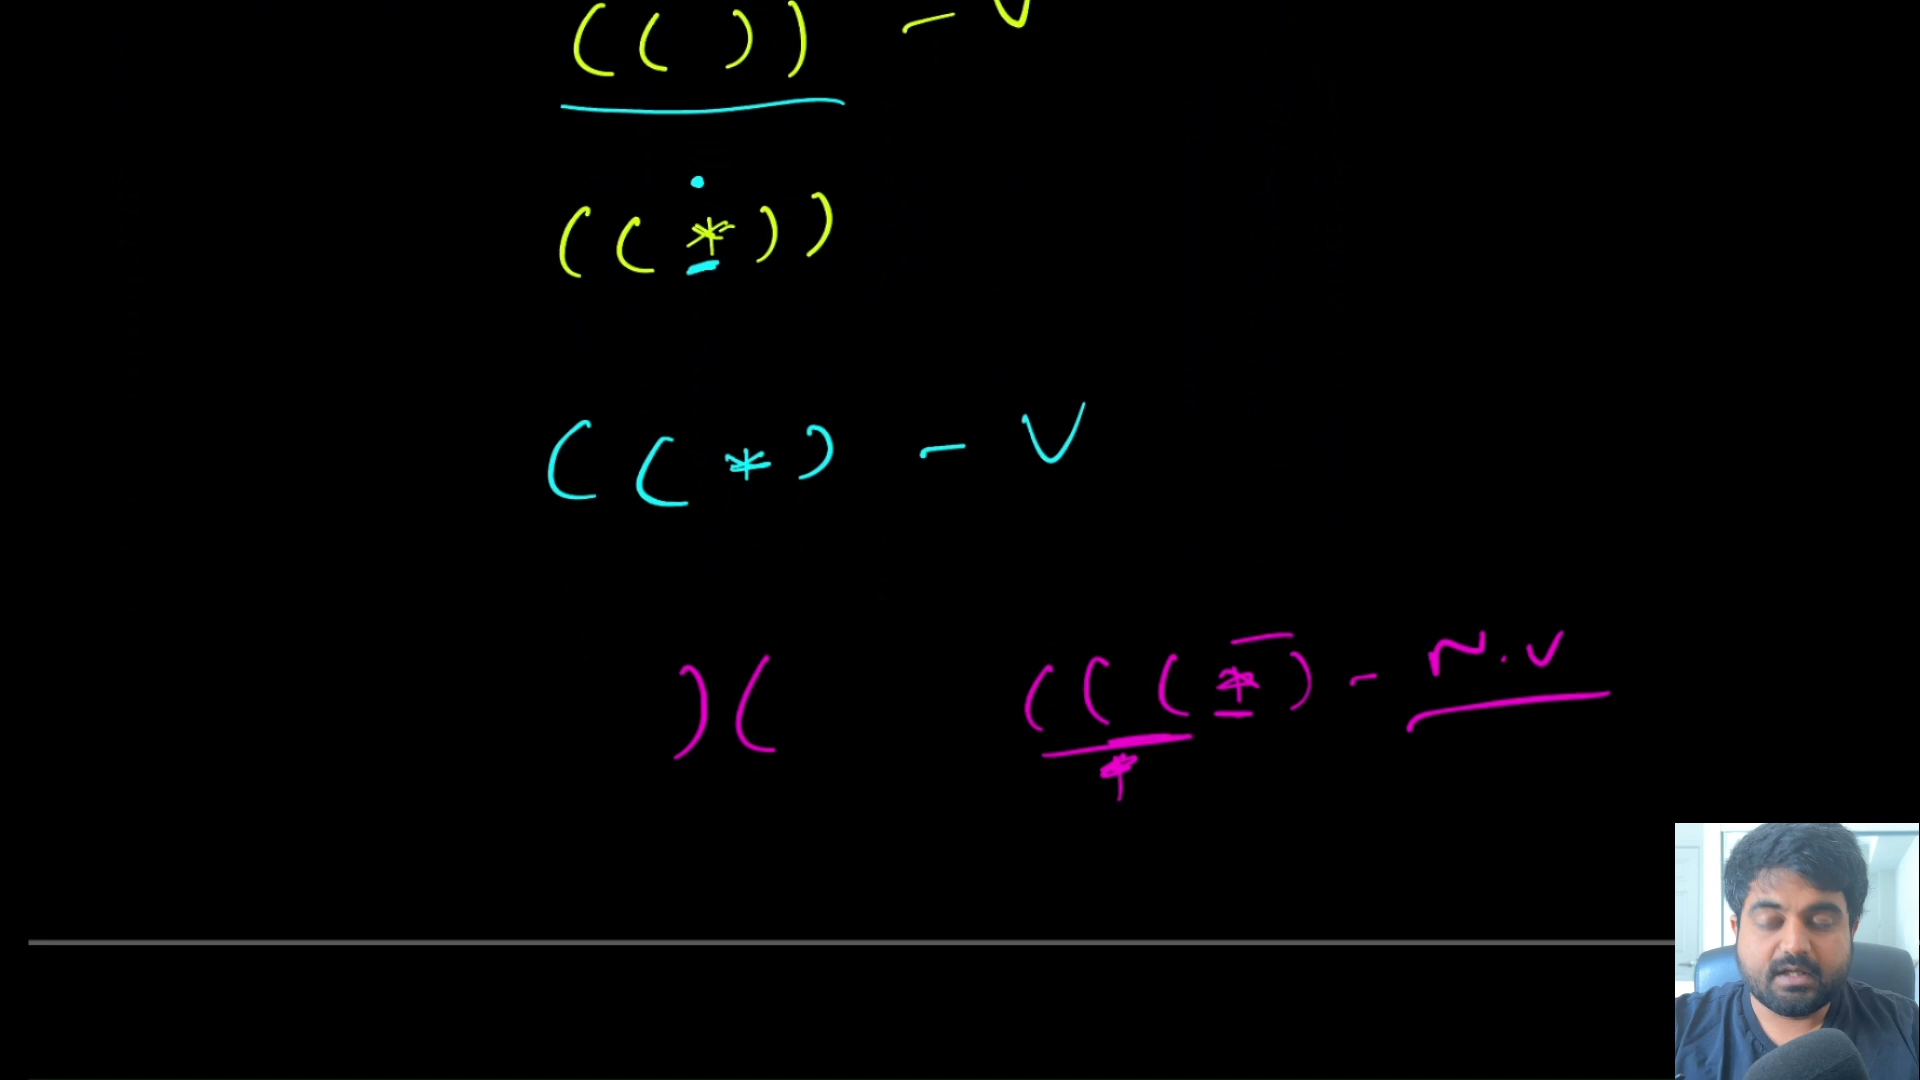 (()) - V
((*))
((*) - V
)( (((*) - N.V
*